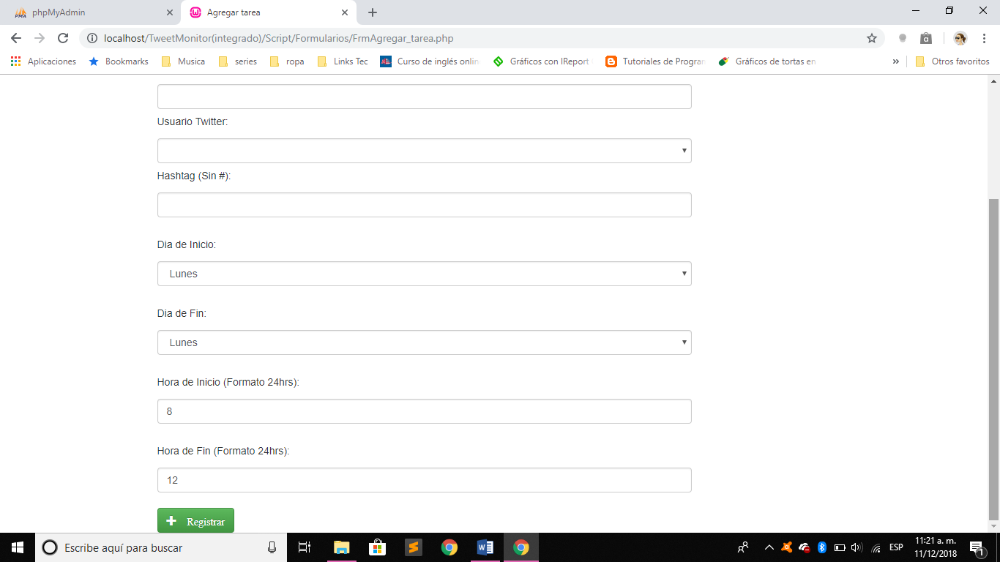 phpMyAdmin
Agregar tarea
localhost/TweetMonitor(integrado)/Script/Formularios/FrmAgregar_tarea.php
Aplicaciones Bookmarks Musica series ropa Links Tec Curso de inglés onlin Gráficos con IReport Tutoriales de Program Gráficos de tortas en » Otros favoritos
Usuario Twitter:
Hashtag (Sin #):
Dia de Inicio:
Lunes
Dia de Fin:
Lunes
Hora de Inicio (Formato 24hrs):
8
Hora de Fin (Formato 24hrs):
12
Registrar
Escribe aquí para buscar
ESP
11:21 a. m.
11/12/2018
1